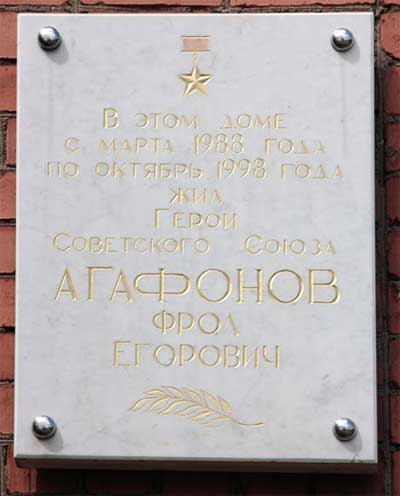 В этом доме
с марта 1988 года
по октябрь 1998 года
жил
Герой
Советского Союза
АГАФОНОВ
Фрол
Егорович